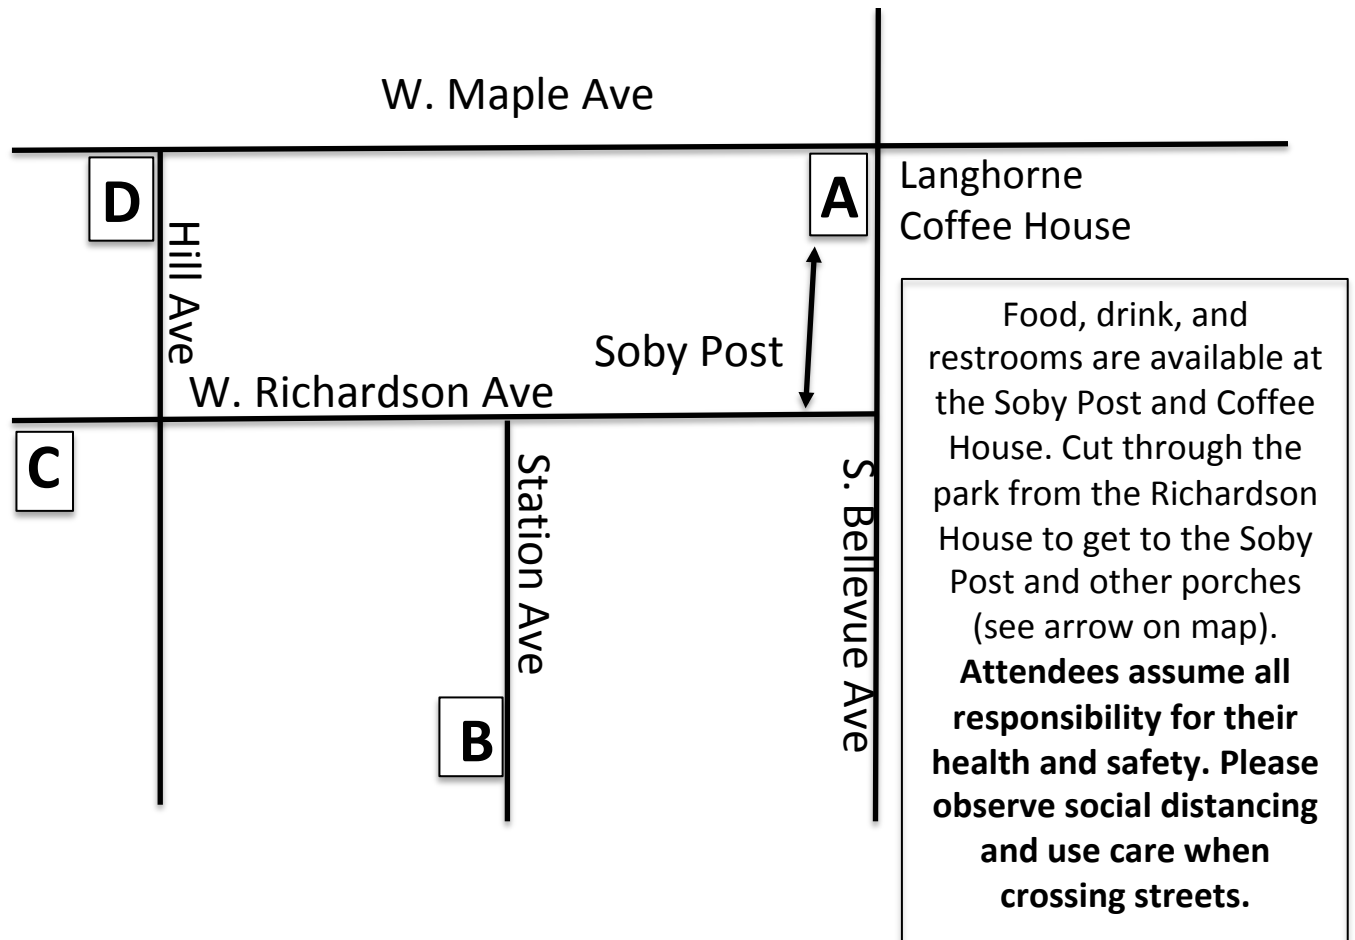 W. Maple Ave
D
A
Langhorne
Coffee House
Hill Ave
Soby Post
W. Richardson Ave
C
Station Ave
S. Bellevue Ave
B
Food, drink, and
restrooms are available at
the Soby Post and Coffee
House. Cut through the
park from the Richardson
House to get to the Soby
Post and other porches
(see arrow on map).
Attendees assume all
responsibility for their
health and safety. Please
observe social distancing
and use care when
crossing streets.